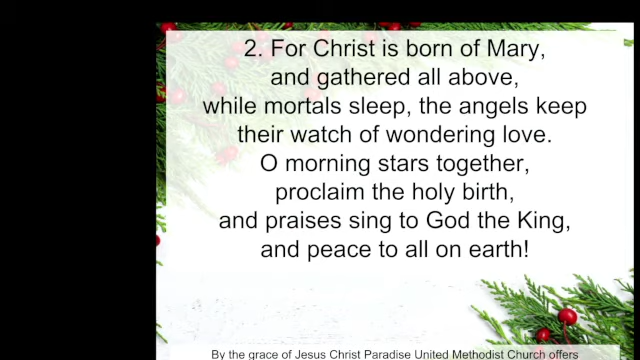 2. For Christ is born of Mary,
and gathered all above,
while mortals sleep, the angels keep
their watch of wondering love.
O morning stars together,
proclaim the holy birth,
and praises sing to God the King,
and peace to all on earth!
By the grace of Jesus Christ Paradise United Methodist Church offers